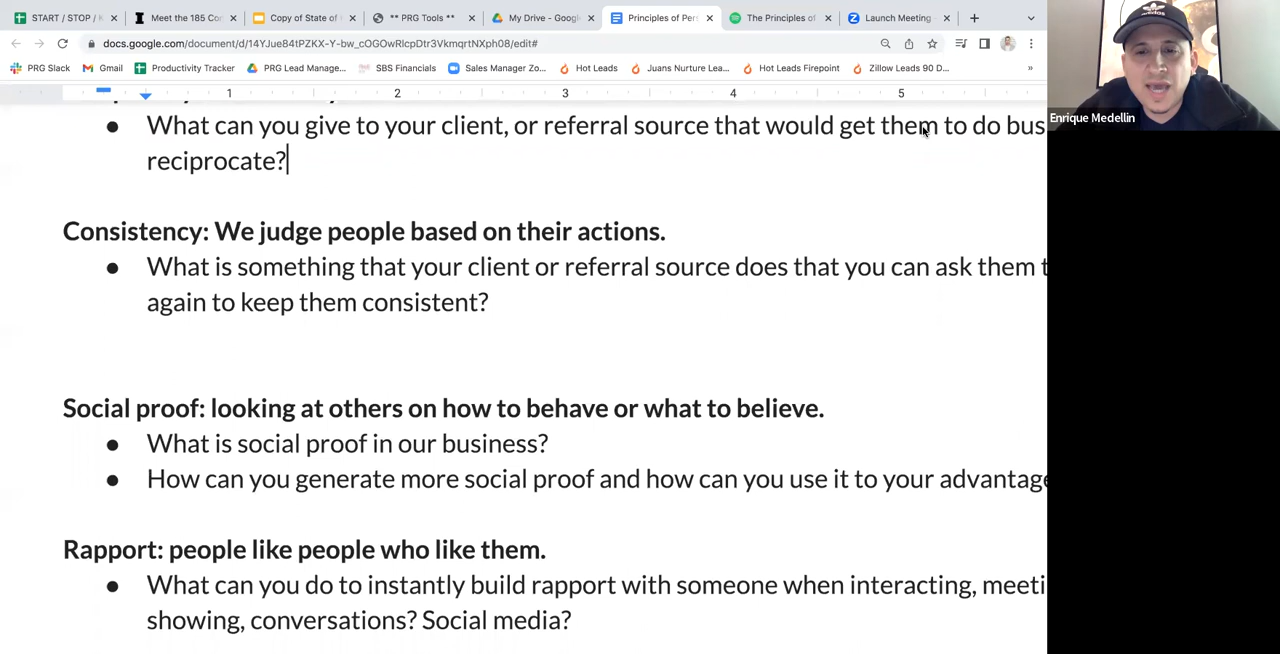 START / STOP /
Meet the 185 Co
Copy of State of
** PRG Tools **
My Drive - Googl
Principles of Per
The Principles of
Launch Meeting -
docs.google.com/document/d/14YJueB4tPZKX-Y-bw_cOGOwRlcpDtr3VkmqrtNXph08/edit#
PRG Slack
Gmail
Productivity Tracker
PRG Lead Manage...
SBS Financials
Sales Manager Zo...
Hot Leads
Juans Nurture Lea...
Hot Leads Firepoint
Zillow Leads 90 D...
»
1 2 3 4 5
● What can you give to your client, or referral source that would get them to do bus
reciprocate?
Consistency: We judge people based on their actions.
● What is something that your client or referral source does that you can ask them t
again to keep them consistent?
Social proof: looking at others on how to behave or what to believe.
● What is social proof in our business?
● How can you generate more social proof and how can you use it to your advantage
Rapport: people like people who like them.
● What can you do to instantly build rapport with someone when interacting, meeti
showing, conversations? Social media?
adidas
Enrique Medellin